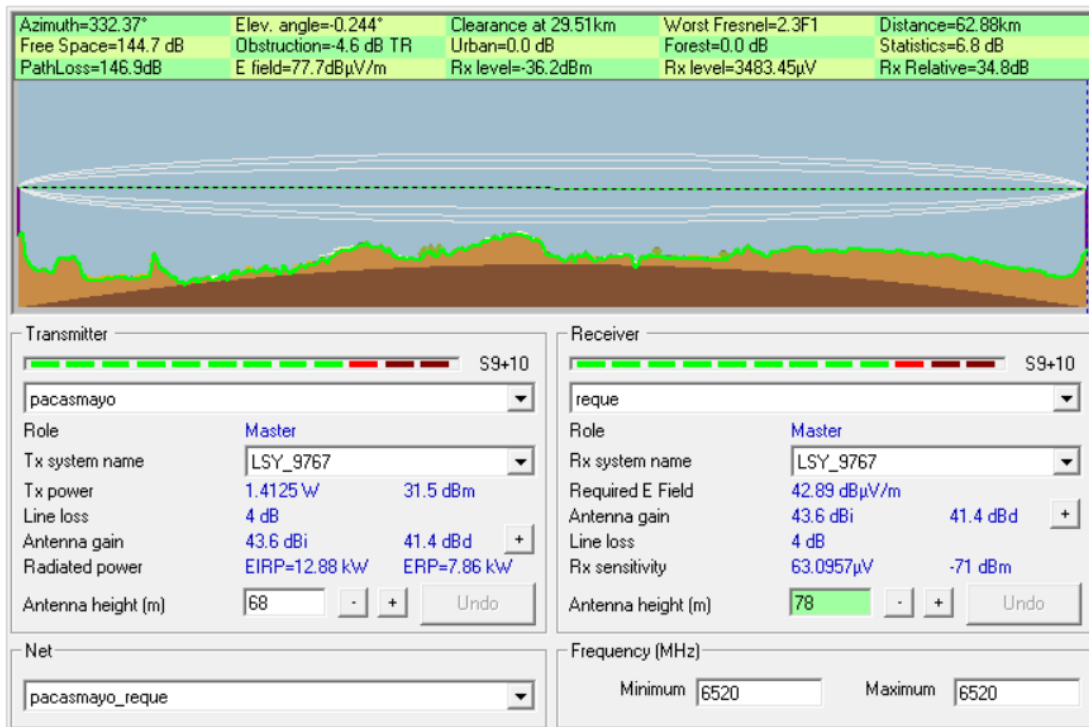 Azimuth=332.37° Elev. angle=-0.244° Clearance at 29.51km Worst Fresnel=2.3F1 Distance=62.88km
Free Space=144.7 dB Obstruction=-4.6 dB TR Urban=0.0 dB Forest=0.0 dB Statistics=6.8 dB
PathLoss=146.9dB E field=77.7dBµV/m Rx level=-36.2dBm Rx level=3483.45µV Rx Relative=34.8dB
Transmitter
S9+10
pacasmayo
Role Master
Tx system name LSY_9767
Tx power 1.4125 W 31.5 dBm
Line loss 4 dB
Antenna gain 43.6 dBi 41.4 dBd +
Radiated power EIRP=12.88 kW ERP=7.86 kW
Antenna height (m) 68 - + Undo
Receiver
S9+10
reque
Role Master
Rx system name LSY_9767
Required E Field 42.89 dBµV/m
Antenna gain 43.6 dBi 41.4 dBd +
Line loss 4 dB
Rx sensitivity 63.0957µV -71 dBm
Antenna height (m) 78 - + Undo
Net
pacasmayo_reque
Frequency (MHz)
Minimum 6520 Maximum 6520